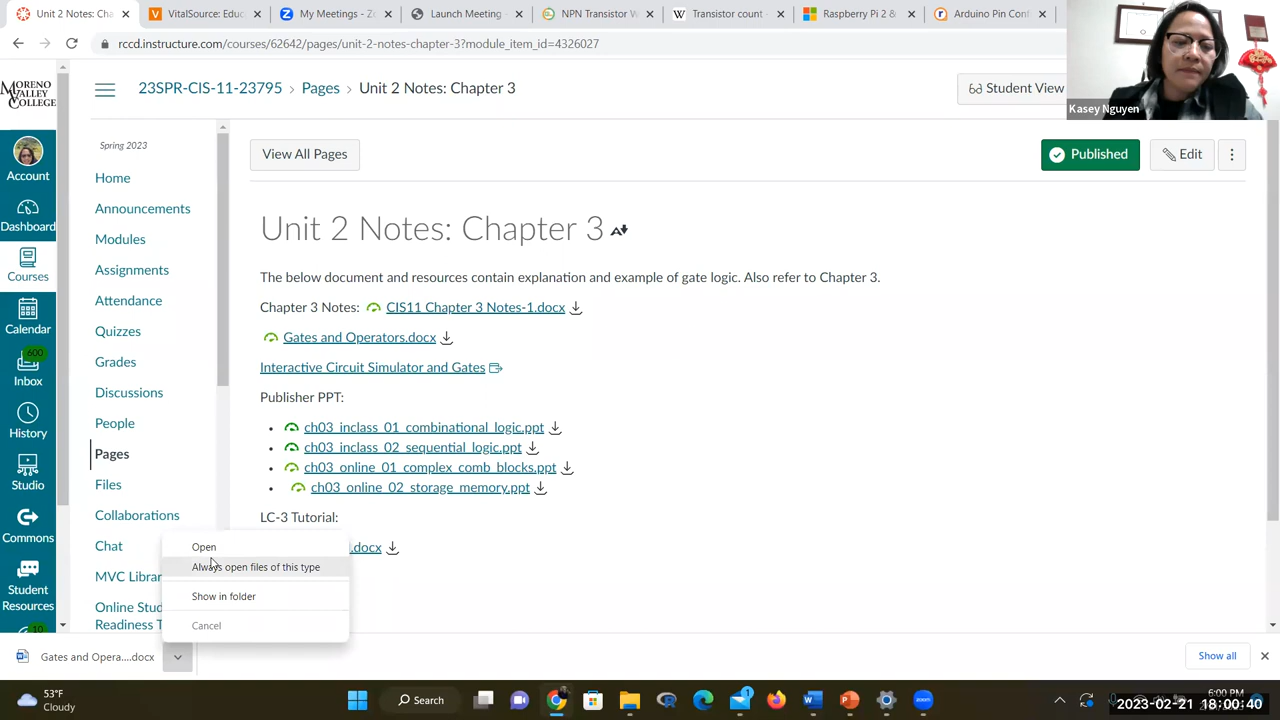 Unit 2 Notes: Chapter 3: 23SPR-CI
VitalSource: Educ
My Meetings - Z
Launch Meeting
NPN Transistor W
Transistor count
Raspberry Pi 2 &
Arduino Pin Conf
rccd.instructure.com/courses/62642/pages/unit-2-notes-chapter-3?module_item_id=4326027
MORENO
VALLEY
COLLEGE
23SPR-CIS-11-23795 › Pages › Unit 2 Notes: Chapter 3
Student View
Kasey Nguyen
Account
Dashboard
Courses
Calendar
600
Inbox
History
Studio
Commons
Student
Resources
10
Spring 2023
Home
Announcements
Modules
Assignments
Attendance
Quizzes
Grades
Discussions
People
Pages
Files
Collaborations
Chat
MVC Librar
Online Stud
Readiness T
View All Pages
Published
Edit
Unit 2 Notes: Chapter 3
The below document and resources contain explanation and example of gate logic. Also refer to Chapter 3.
Chapter 3 Notes: CIS11 Chapter 3 Notes-1.docx
Gates and Operators.docx
Interactive Circuit Simulator and Gates
Publisher PPT:
• ch03_inclass_01_combinational_logic.ppt
• ch03_inclass_02_sequential_logic.ppt
• ch03_online_01_complex_comb_blocks.ppt
• ch03_online_02_storage_memory.ppt
LC-3 Tutorial:
.docx
Open
Always open files of this type
Show in folder
Cancel
Gates and Opera....docx
Show all
53°F
Cloudy
Search
1
zoom
6:00 PM
2023-02-21 18:00:40